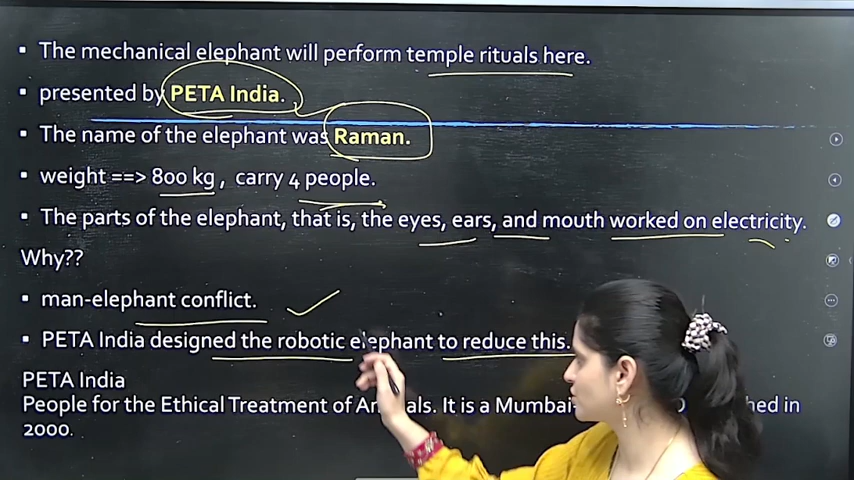 ▪ The mechanical elephant will perform temple rituals here.
▪ presented by PETA India.
▪ The name of the elephant was Raman.
▪ weight ==> 800 kg , carry 4 people.
▪ The parts of the elephant, that is, the eyes, ears, and mouth worked on electricity.
Why??
▪ man-elephant conflict.
▪ PETA India designed the robotic elephant to reduce this.
PETA India
People for the Ethical Treatment of It is a Mumbai- in
2000.